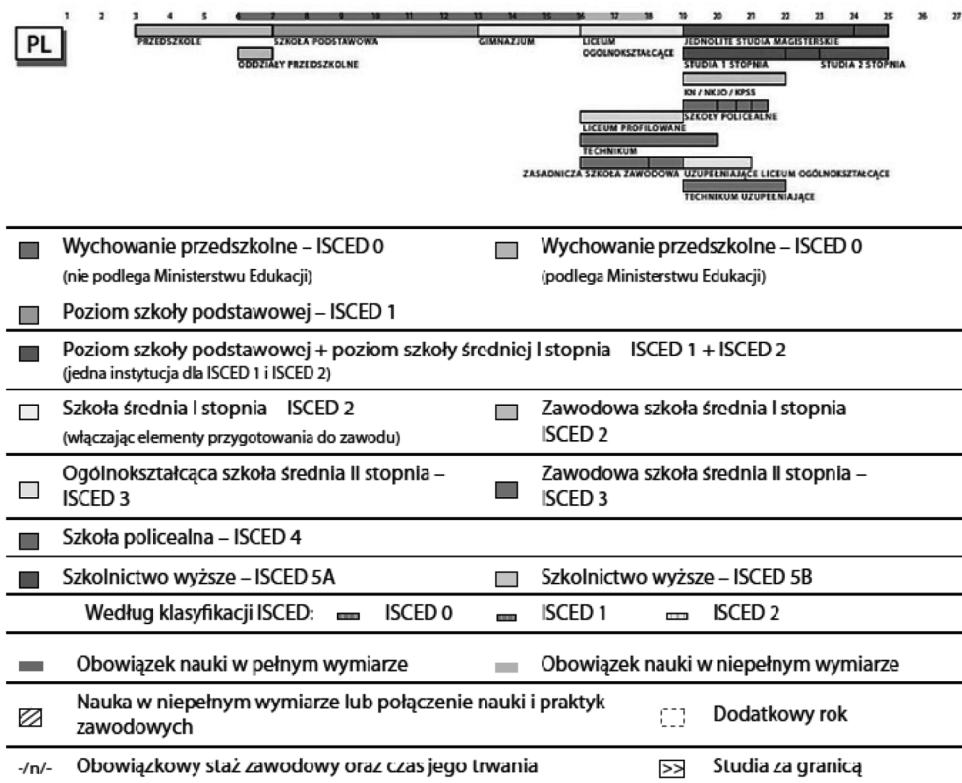 1 2 3 4 5 6 7 8 9 10 11 12 13 14 15 16 17 18 19 20 21 22 23 24 25 26 27
PL
PRZEDSZKOLE SZKOŁA PODSTAWOWA GIMNAZJUM LICEUM OGÓLNOKSZTAŁCĄCE JEDNOLITE STUDIA MAGISTERSKIE
ODDZIAŁY PRZEDSZKOLNE STUDIA 1 STOPNIA STUDIA 2 STOPNIA
KN / NKJO / KPSS
SZKOŁY POLICEALNE
LICEUM PROFILOWANE
TECHNIKUM
ZASADNICZA SZKOŁA ZAWODOWA UZUPEŁNIAJĄCE LICEUM OGÓLNOKSZTAŁCĄCE
TECHNIKUM UZUPEŁNIAJĄCE
Wychowanie przedszkolne – ISCED 0
(nie podlega Ministerstwu Edukacji)
Wychowanie przedszkolne – ISCED 0
(podlega Ministerstwu Edukacji)
Poziom szkoły podstawowej – ISCED 1
Poziom szkoły podstawowej + poziom szkoły średniej I stopnia ISCED 1 + ISCED 2
(jedna instytucja dla ISCED 1 i ISCED 2)
Szkoła średnia I stopnia ISCED 2
(włączając elementy przygotowania do zawodu)
Zawodowa szkoła średnia I stopnia
ISCED 2
Ogólnokształcąca szkoła średnia II stopnia –
ISCED 3
Zawodowa szkoła średnia II stopnia –
ISCED 3
Szkoła policealna – ISCED 4
Szkolnictwo wyższe – ISCED 5A
Szkolnictwo wyższe – ISCED 5B
Według klasyfikacji ISCED: ISCED 0 ISCED 1 ISCED 2
Obowiązek nauki w pełnym wymiarze
Obowiązek nauki w niepełnym wymiarze
Nauka w niepełnym wymiarze lub połączenie nauki i praktyk
zawodowych
Dodatkowy rok
-/n/- Obowiązkowy staż zawodowy oraz czas jego trwania
>> Studia za granicą